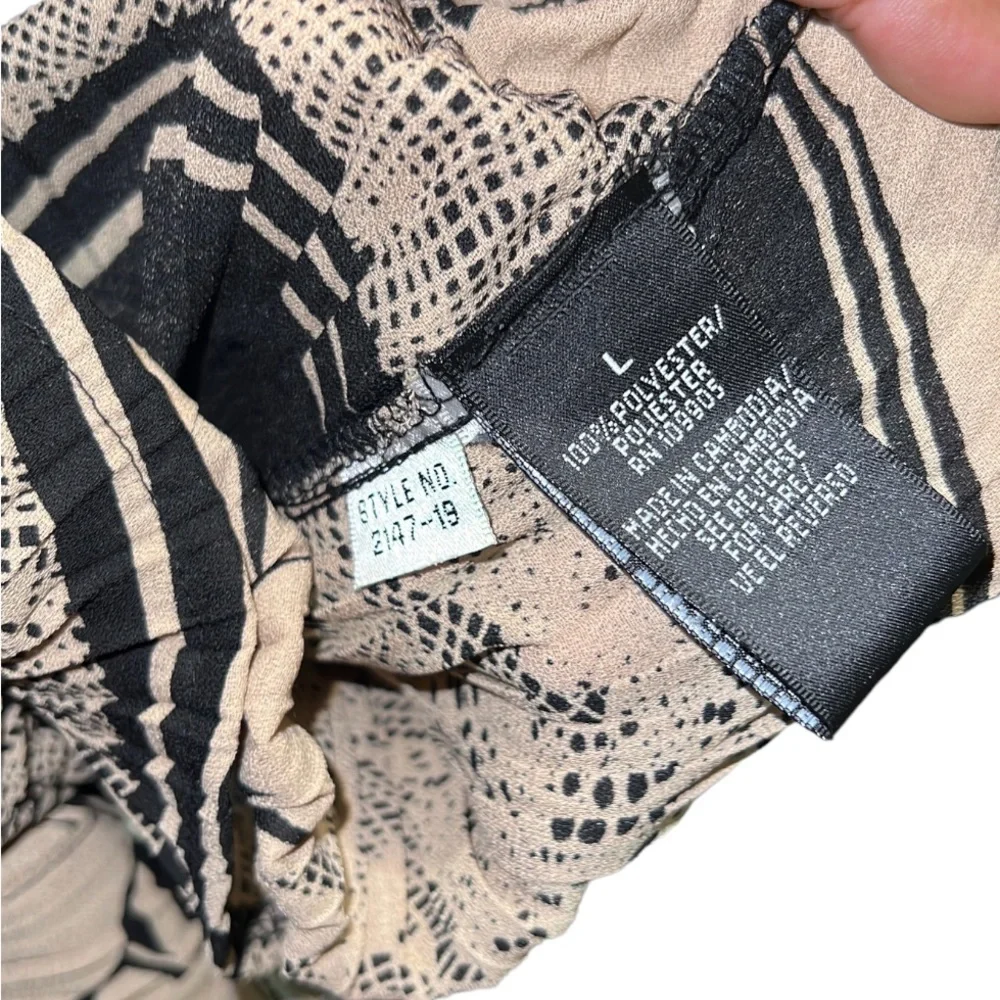 L
100% POLYESTER/
POLIESTER
RN 109905
MADE IN CAMBODIA/
HECHO EN CAMBODIA
SEE REVERSE
FOR CARE/
VE EL REVERSO
STYLE NO.
2147-19